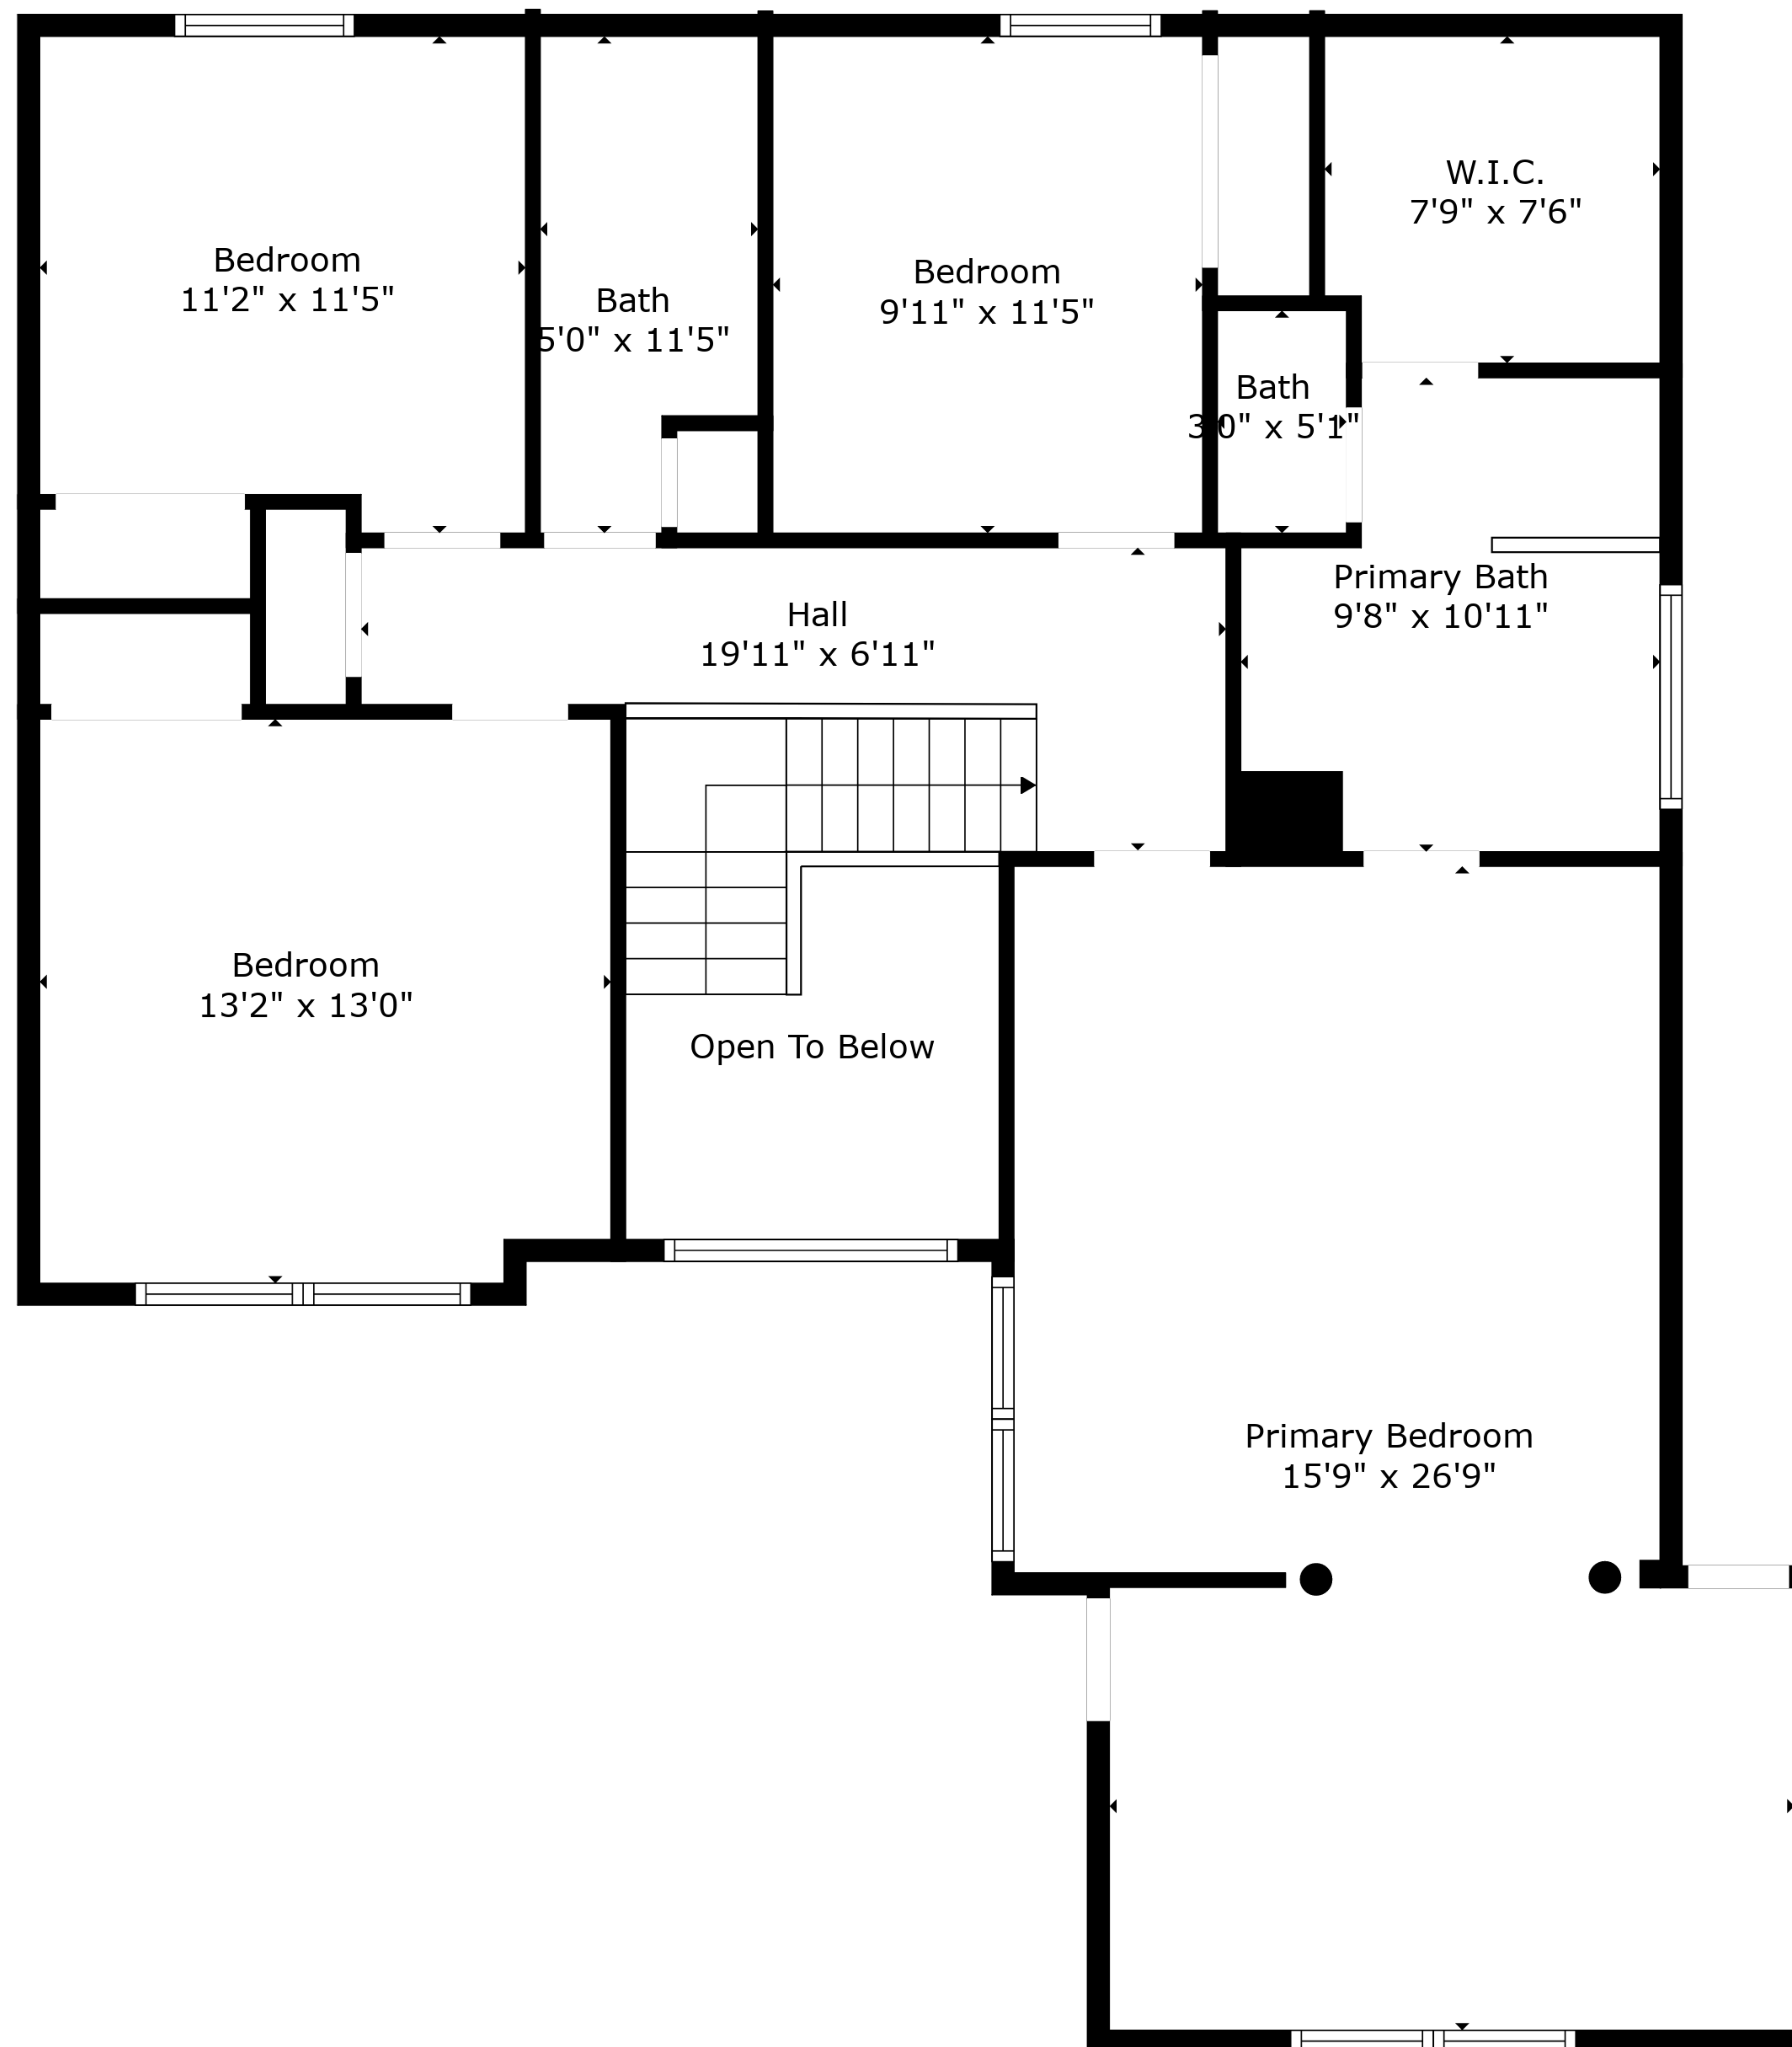 W.I.C.
7'9" x 7'6"
Bedroom
11'2" x 11'5"
Bath
5'0" x 11'5"
Bedroom
9'11" x 11'5"
Bath
3'0" x 5'1"
Primary Bath
9'8" x 10'11"
Hall
19'11" x 6'11"
Bedroom
13'2" x 13'0"
Open To Below
Primary Bedroom
15'9" x 26'9"